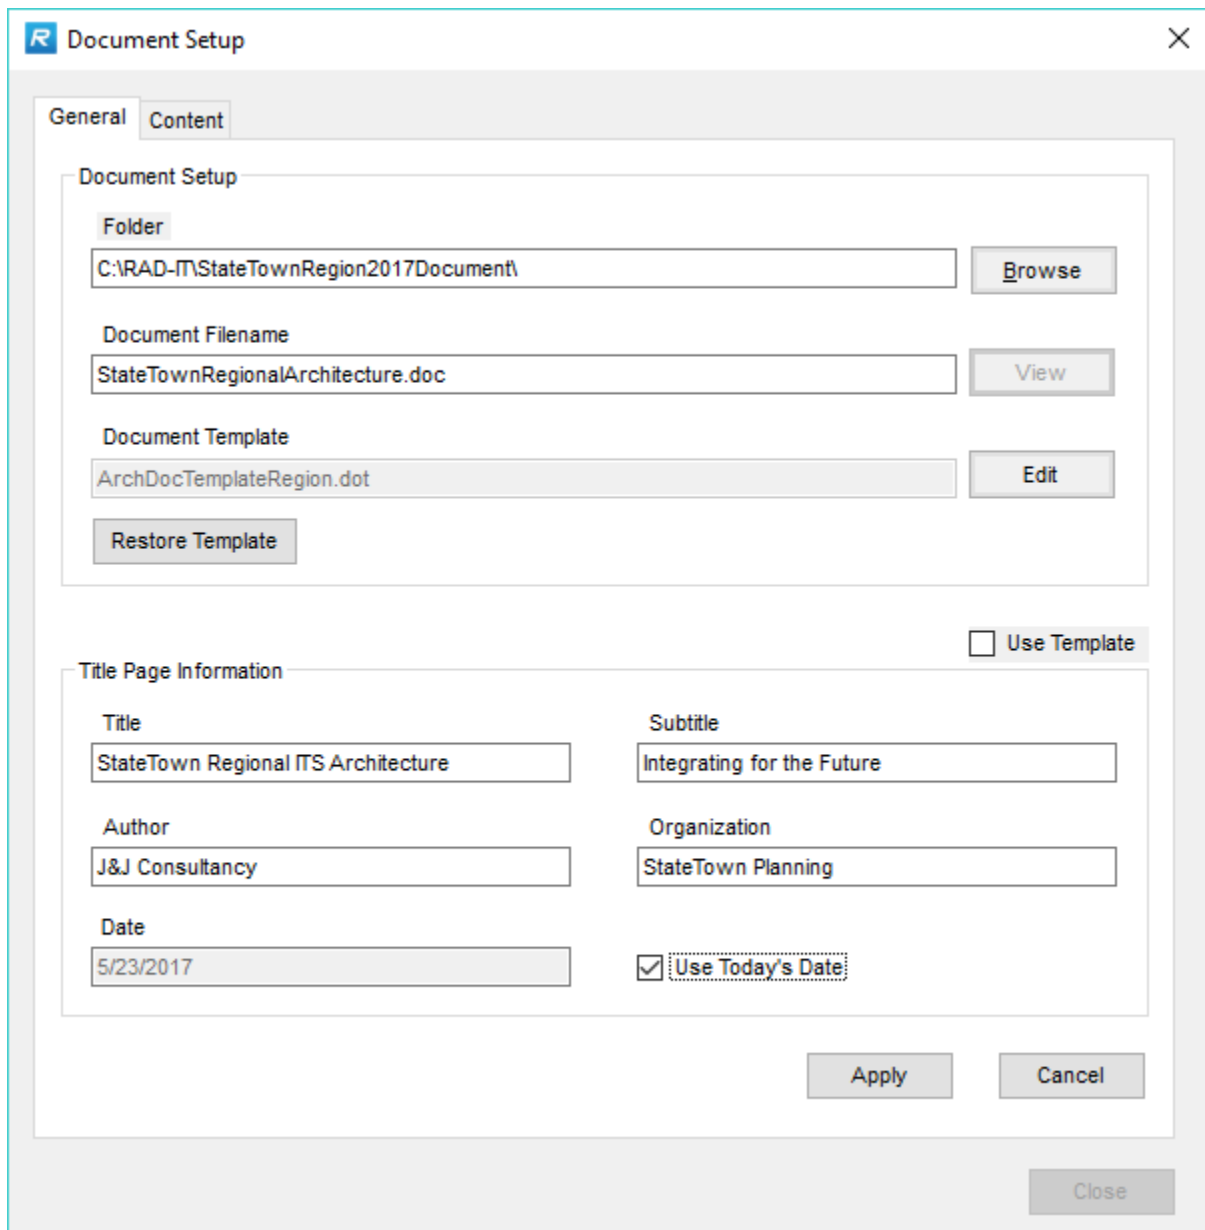 R Document Setup
General Content
Document Setup
Folder
C:\RAD-IT\StateTownRegion2017Document\
Browse
Document Filename
StateTownRegionalArchitecture.doc
View
Document Template
ArchDocTemplateRegion.dot
Edit
Restore Template
Use Template
Title Page Information
Title
Subtitle
StateTown Regional ITS Architecture
Integrating for the Future
Author
Organization
J&J Consultancy
StateTown Planning
Date
5/23/2017
Use Today's Date
Apply
Cancel
Close